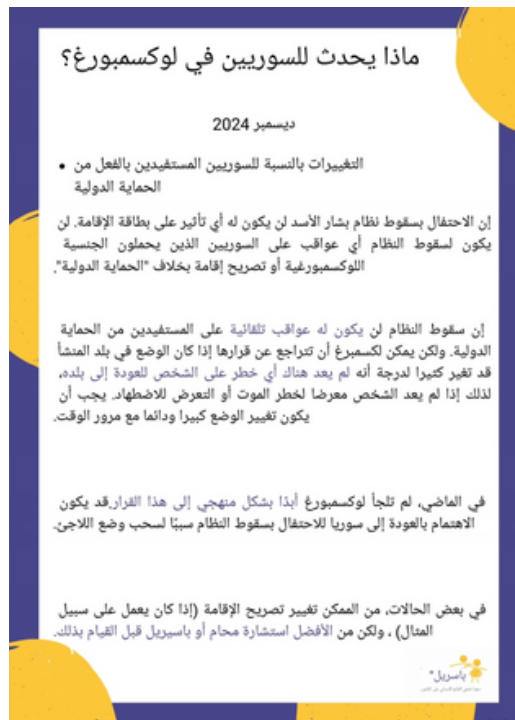 ماذا يحدث للسوريين في لوكسمبورغ؟
ديسمبر 2024
• التغييرات بالنسبة للسوريين المستفيدين بالفعل من
الحماية الدولية
إن الاحتفال بسقوط نظام بشار الأسد لن يكون له أي تأثير على بطاقة الإقامة. لن
يكون لسقوط النظام أي عواقب على السوريين الذين يحملون الجنسية
اللوكسمبورغية أو تصريح إقامة بخلاف "الحماية الدولية".
إن سقوط النظام لن يكون له عواقب تلقائية على المستفيدين من الحماية
الدولية. ولكن يمكن لكسمبرغ أن تتراجع عن قرارها إذا كان الوضع في بلد المنشأ
قد تغير كثيرا لدرجة أنه لم يعد هناك أي خطر على الشخص للعودة إلى بلده،
لذلك إذا لم يعد الشخص معرضا لخطر الموت أو التعرض للاضطهاد. يجب أن
يكون تغيير الوضع كبيرا ودائما مع مرور الوقت.
في الماضي، لم تلجأ لوكسمبورغ أبدًا بشكل منهجي إلى هذا القرار.قد يكون
الاهتمام بالعودة إلى سوريا للاحتفال بسقوط النظام سببًا لسحب وضع اللاجئ.
في بعض الحالات، من الممكن تغيير تصريح الإقامة (إذا كان يعمل على سبيل
المثال) ، ولكن من الأفضل استشارة محام أو باسيريل قبل القيام بذلك.
باسريل*